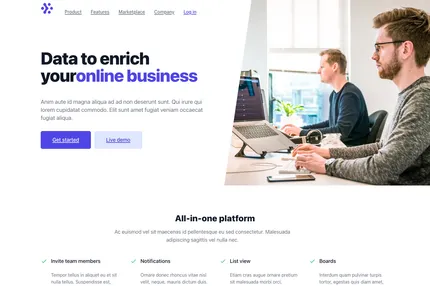 Product Features Marketplace Company Log in
Data to enrich
your online business
Anim aute id magna aliqua ad ad non deserunt sunt. Qui irure qui
lorem cupidatat commodo. Elit sunt amet fugiat veniam occaecat
fugiat aliqua.
Get started Live demo
All-in-one platform
Ac euismod vel sit maecenas id pellentesque eu sed consectetur. Malesuada
adipiscing sagittis vel nulla nec.
Invite team members Notifications List view Boards
Tempor tellus in aliquet eu et id Ornare donec rhoncus vitae nisl Etiam cras augue ornare pretium Interdum quam pulvinar turpis
nulla tellus. Suspendisse est, velit, neque, mauris dictum duis. sit malesuada morbi orci. tortor, egestas quis diam amet,